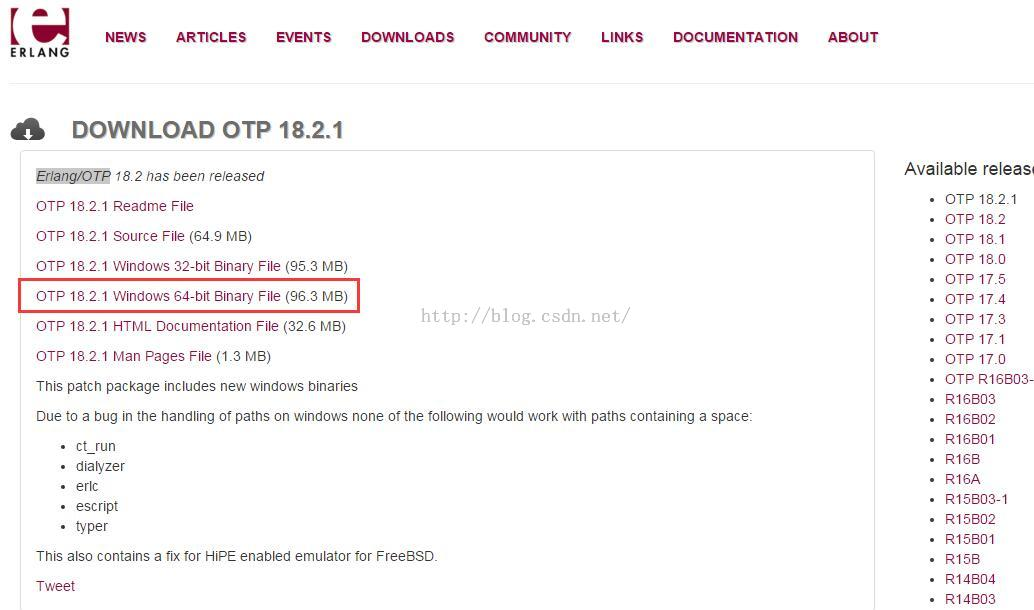 ERLANG
NEWS ARTICLES EVENTS DOWNLOADS COMMUNITY LINKS DOCUMENTATION ABOUT
DOWNLOAD OTP 18.2.1
Erlang/OTP 18.2 has been released
OTP 18.2.1 Readme File
OTP 18.2.1 Source File (64.9 MB)
OTP 18.2.1 Windows 32-bit Binary File (95.3 MB)
OTP 18.2.1 Windows 64-bit Binary File (96.3 MB)
OTP 18.2.1 HTML Documentation File (32.6 MB)
OTP 18.2.1 Man Pages File (1.3 MB)
This patch package includes new windows binaries
Due to a bug in the handling of paths on windows none of the following would work with paths containing a space:
ct_run
dialyzer
erlc
escript
typer
This also contains a fix for HiPE enabled emulator for FreeBSD.
Tweet
http://blog.csdn.net/
Available releas
OTP 18.2.1
OTP 18.2
OTP 18.1
OTP 18.0
OTP 17.5
OTP 17.4
OTP 17.3
OTP 17.1
OTP 17.0
OTP R16B03-
R16B03
R16B02
R16B01
R16B
R16A
R15B03-1
R15B02
R15B01
R15B
R14B04
R14B03